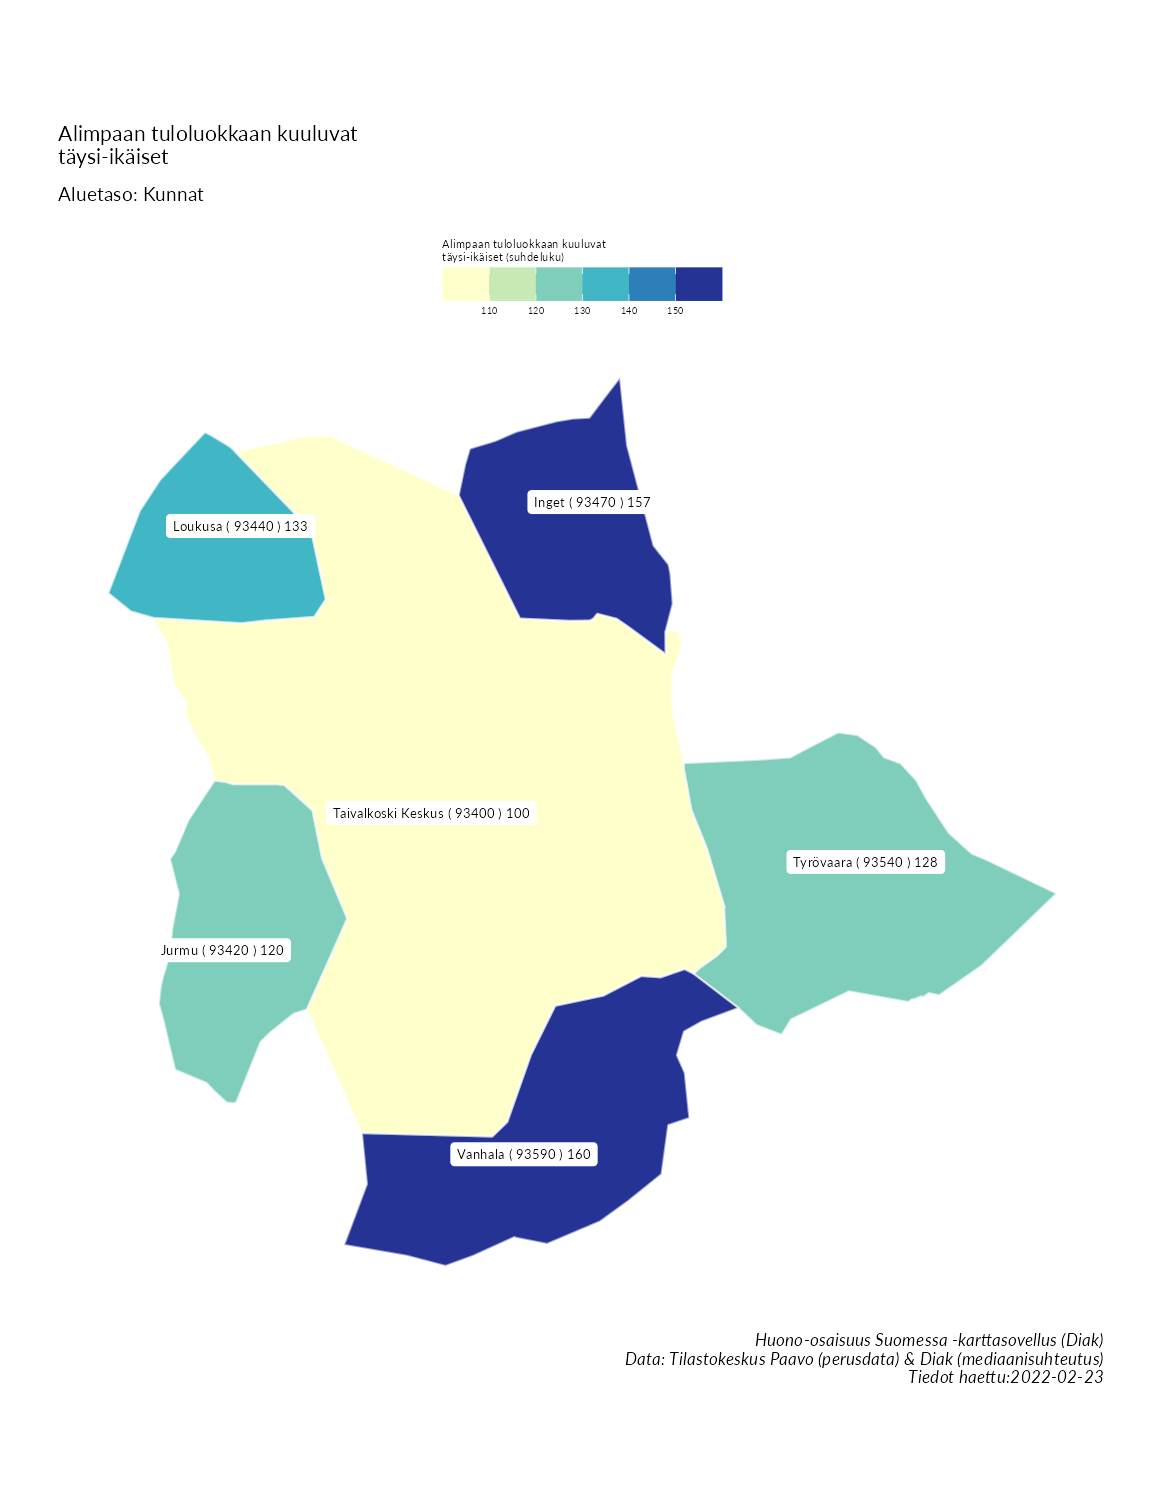 Alimpaan tuloluokkaan kuuluvat
täysi-ikäiset
Aluetaso: Kunnat
Alimpaan tuloluokkaan kuuluvat
täysi-ikäiset (suhdeluku)
110 120 130 140 150
Inget ( 93470 ) 157
Loukusa ( 93440 ) 133
Taivalkoski Keskus ( 93400 ) 100
Tyrövaara ( 93540 ) 128
Jurmu ( 93420 ) 120
Vanhala ( 93590 ) 160
Huono-osaisuus Suomessa -karttasovellus (Diak)
Data: Tilastokeskus Paavo (perusdata) & Diak (mediaanisuhteutus)
Tiedot haettu:2022-02-23